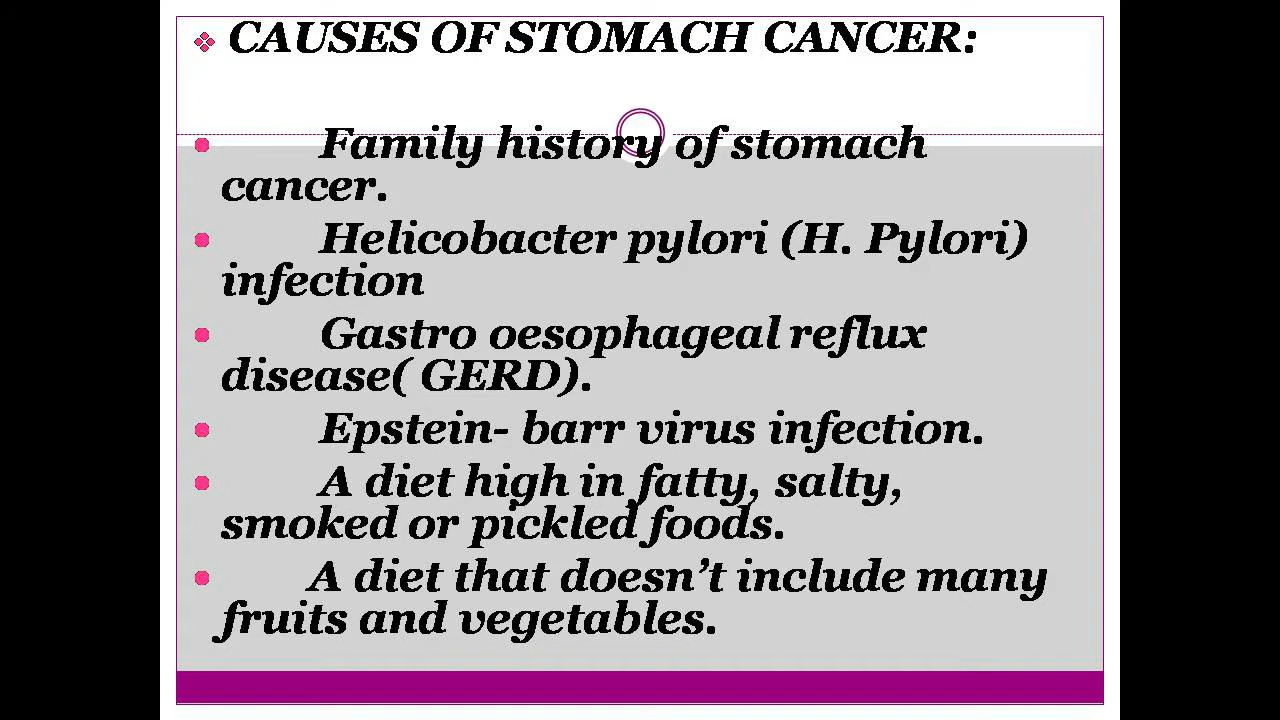 CAUSES OF STOMACH CANCER:
Family history of stomach
cancer.
Helicobacter pylori (H. Pylori)
infection
Gastro oesophageal reflux
disease( GERD).
Epstein- barr virus infection.
A diet high in fatty, salty,
smoked or pickled foods.
A diet that doesn’t include many
fruits and vegetables.